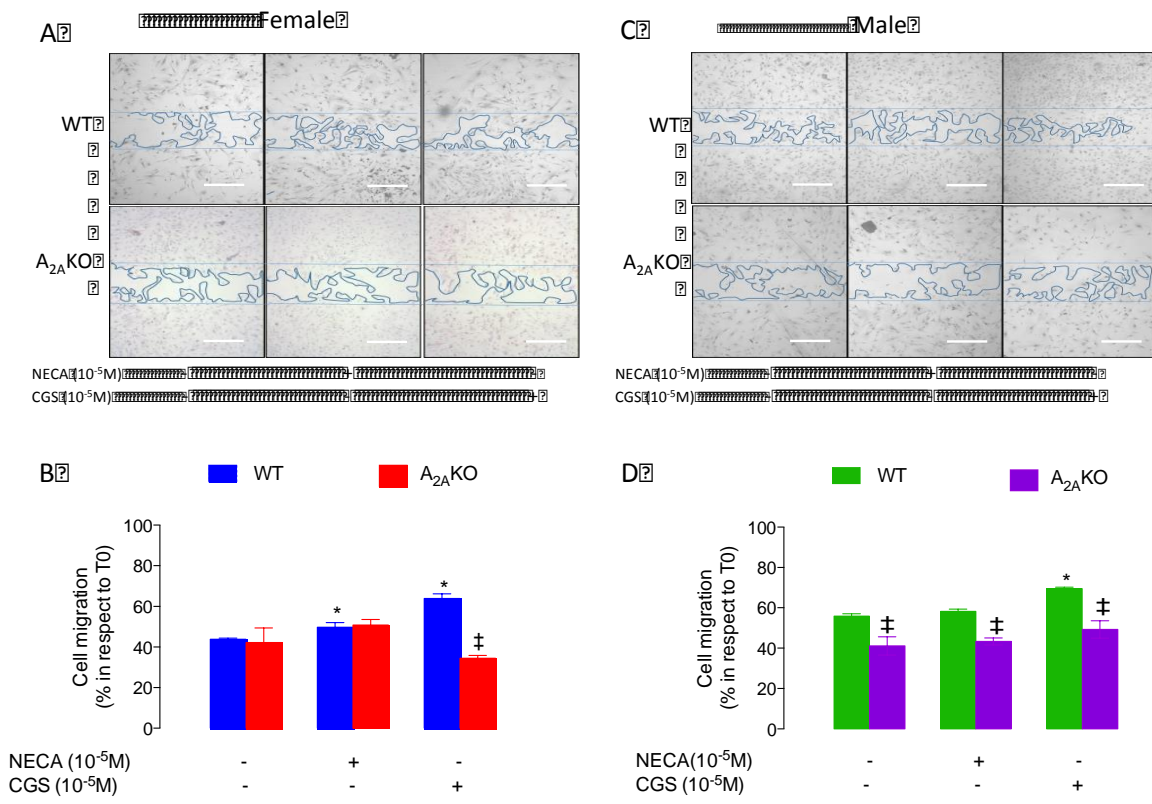 A Female
C Male
WT
A2AKO
WT
A2AKO
NECA (10-5M) - + -
CGS (10-5M) - - +
NECA (10-5M) - + -
CGS (10-5M) - - +
B WT A2AKO
D WT A2AKO
Cell migration
(% in respect to T0)
100
80
60
40
20
0
* * ‡
NECA (10-5M) - + -
CGS (10-5M) - - +
Cell migration
(% in respect to T0)
100
80
60
40
20
0
‡ ‡ * ‡
NECA(10-5M) - + -
CGS (10-5M) - - +